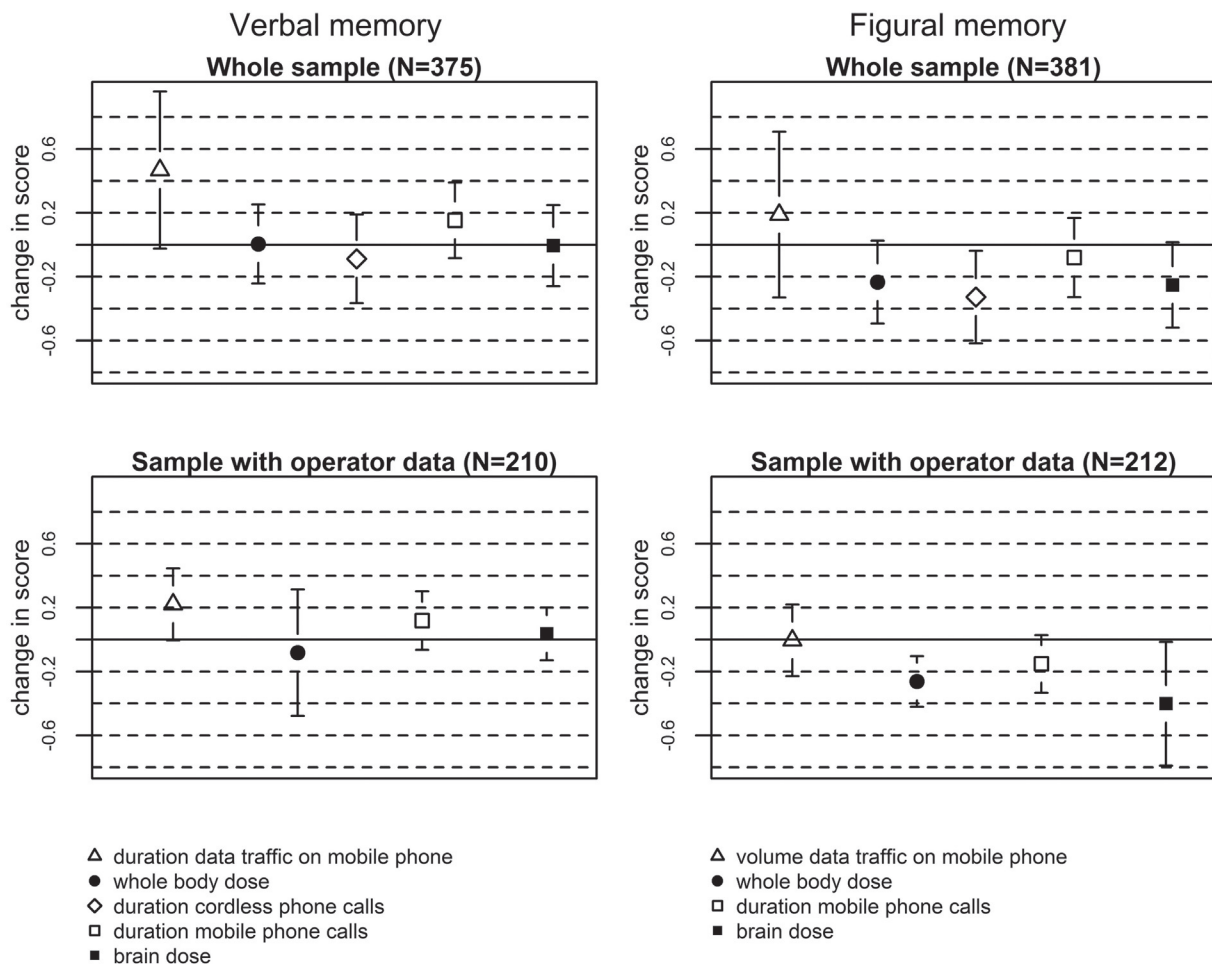 Verbal memory
Whole sample (N=375)
change in score
0.6
0.2
-0.2
-0.6
Figural memory
Whole sample (N=381)
change in score
0.6
0.2
-0.2
-0.6
Sample with operator data (N=210)
change in score
0.6
0.2
-0.2
-0.6
Sample with operator data (N=212)
change in score
0.6
0.2
-0.2
-0.6
duration data traffic on mobile phone
whole body dose
duration cordless phone calls
duration mobile phone calls
brain dose
volume data traffic on mobile phone
whole body dose
duration mobile phone calls
brain dose